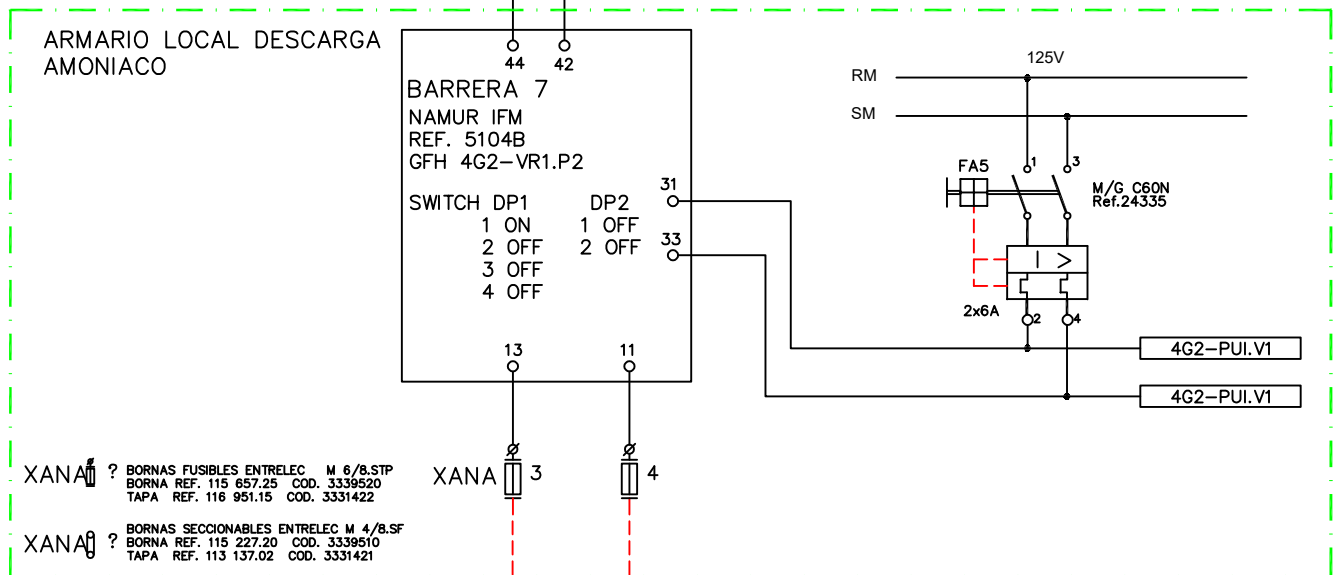 ARMARIO LOCAL DESCARGA
AMONIACO
44 42
BARRERA 7
NAMUR IFM
REF. 5104B
GFH 4G2-VR1.P2
SWITCH DP1 DP2
1 ON 1 OFF
2 OFF 2 OFF
3 OFF
4 OFF
31
33
13 11
125V
RM
SM
FA5 1 3
M/G C60N
Ref.24335
I >
2x6A 2 4
4G2-PUI.V1
4G2-PUI.V1
XANA ? BORNAS FUSIBLES ENTRELEC M 6/8.STP
BORNA REF. 115 657.25 COD. 3339520
TAPA REF. 116 951.15 COD. 3331422
XANA 3 4
XANA ? BORNAS SECCIONABLES ENTRELEC M 4/8.SF
BORNA REF. 115 227.20 COD. 3339510
TAPA REF. 113 137.02 COD. 3331421